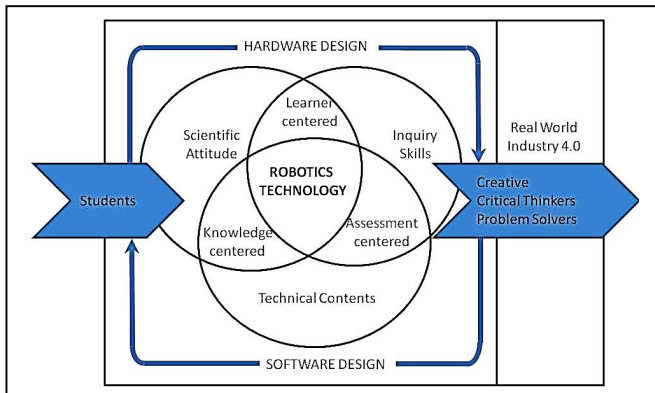 HARDWARE DESIGN
Learner
centered
Scientific
Attitude
Inquiry
Skills
Real World
Industry 4.0
ROBOTICS
TECHNOLOGY
Students
Creative
Critical Thinkers
Problem Solvers
Knowledge
centered
Assessment
centered
Technical Contents
SOFTWARE DESIGN